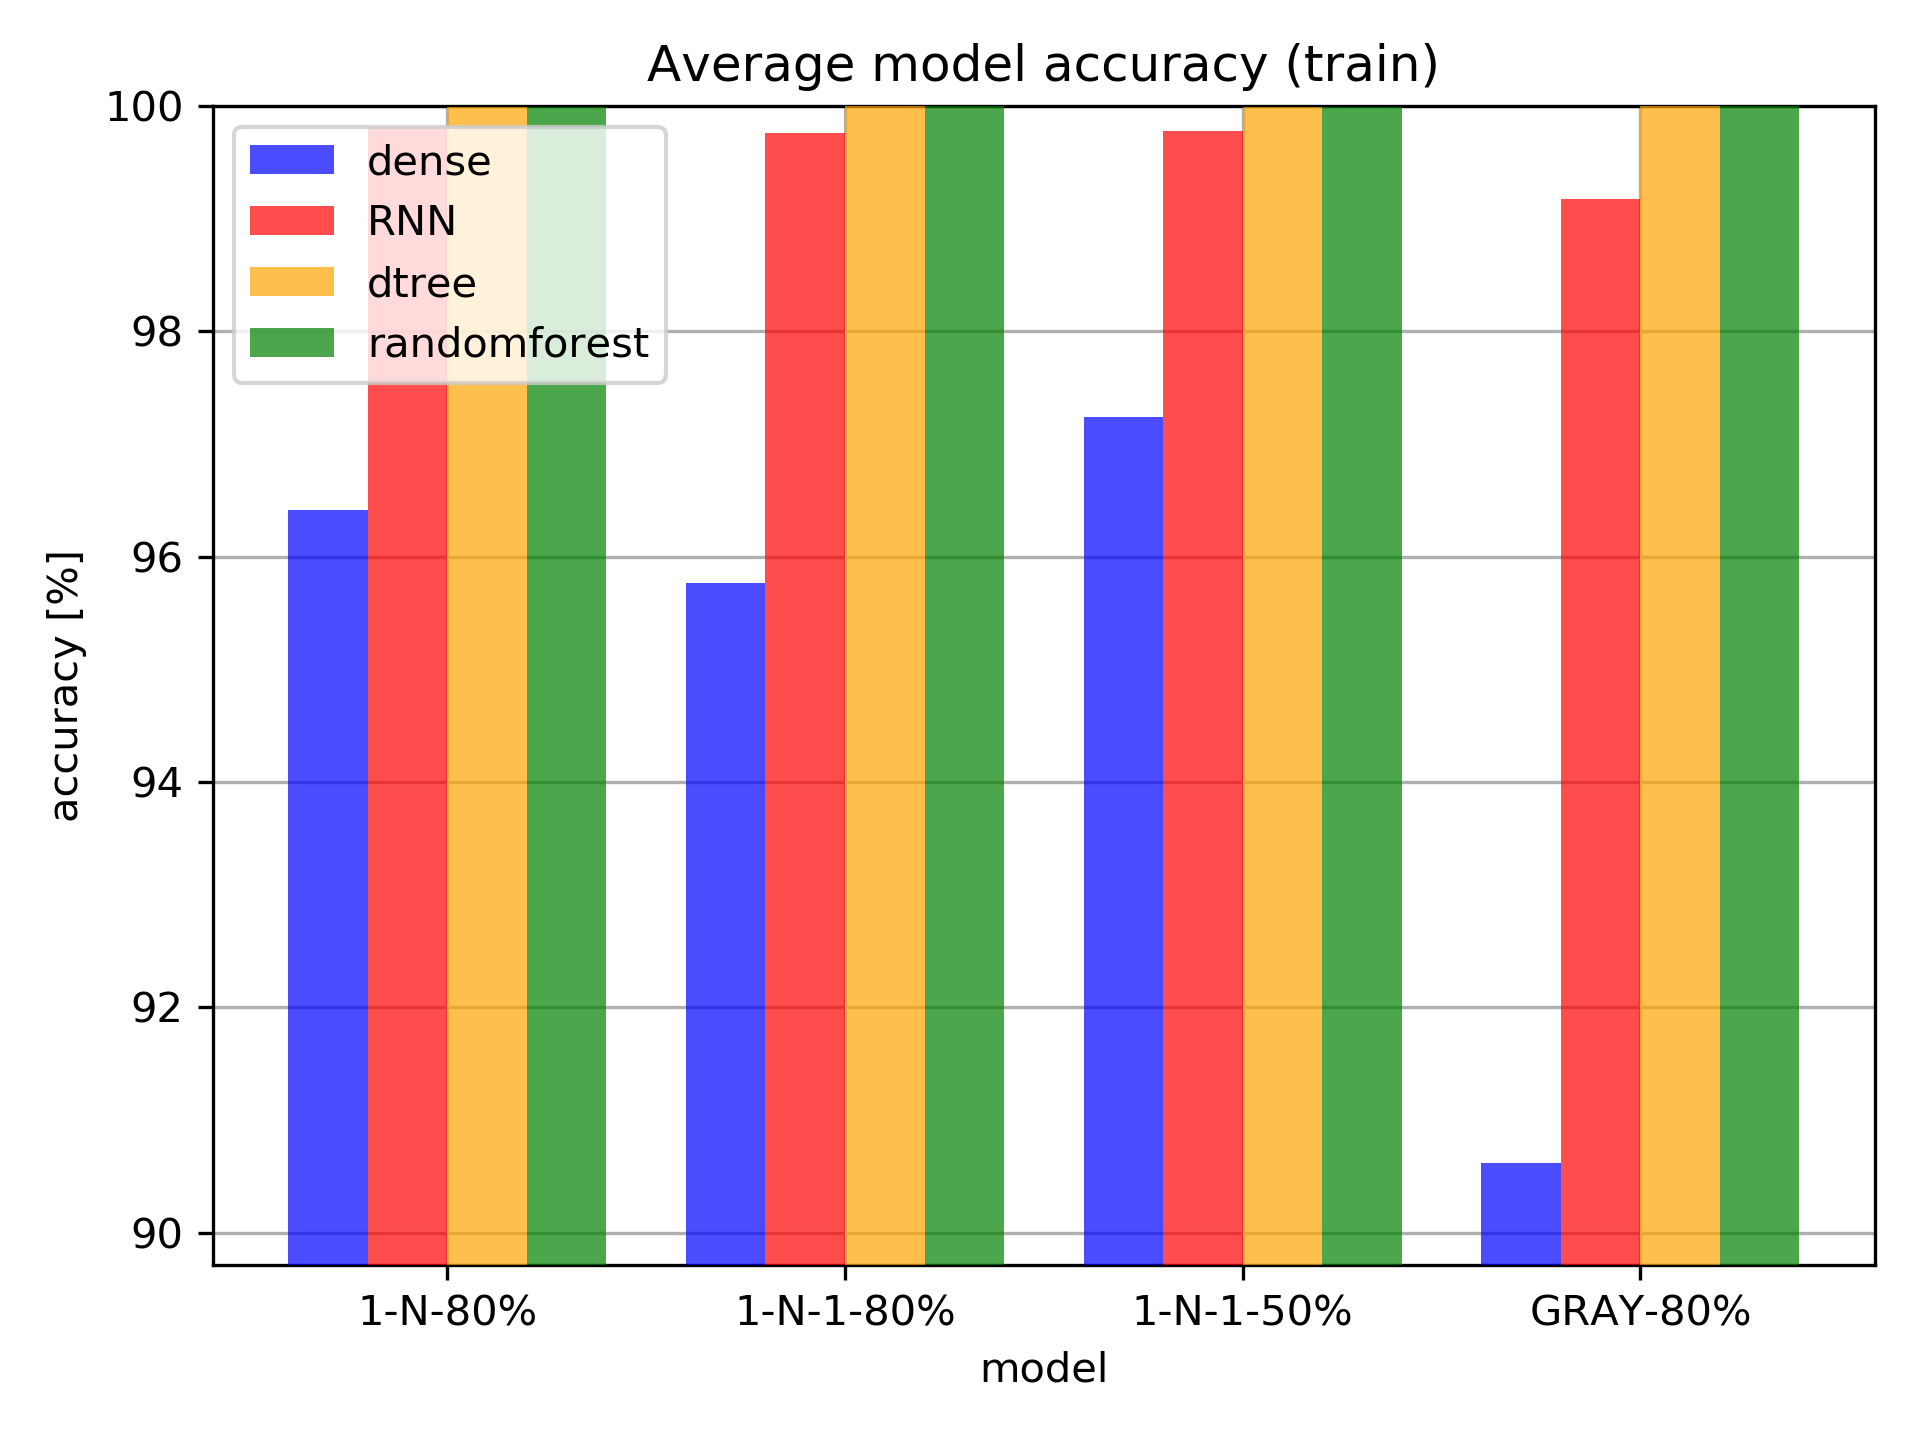 Average model accuracy (train)
100
98
96
94
92
90
accuracy [%]
dense
RNN
dtree
randomforest
1-N-80%
1-N-1-80%
1-N-1-50%
GRAY-80%
model